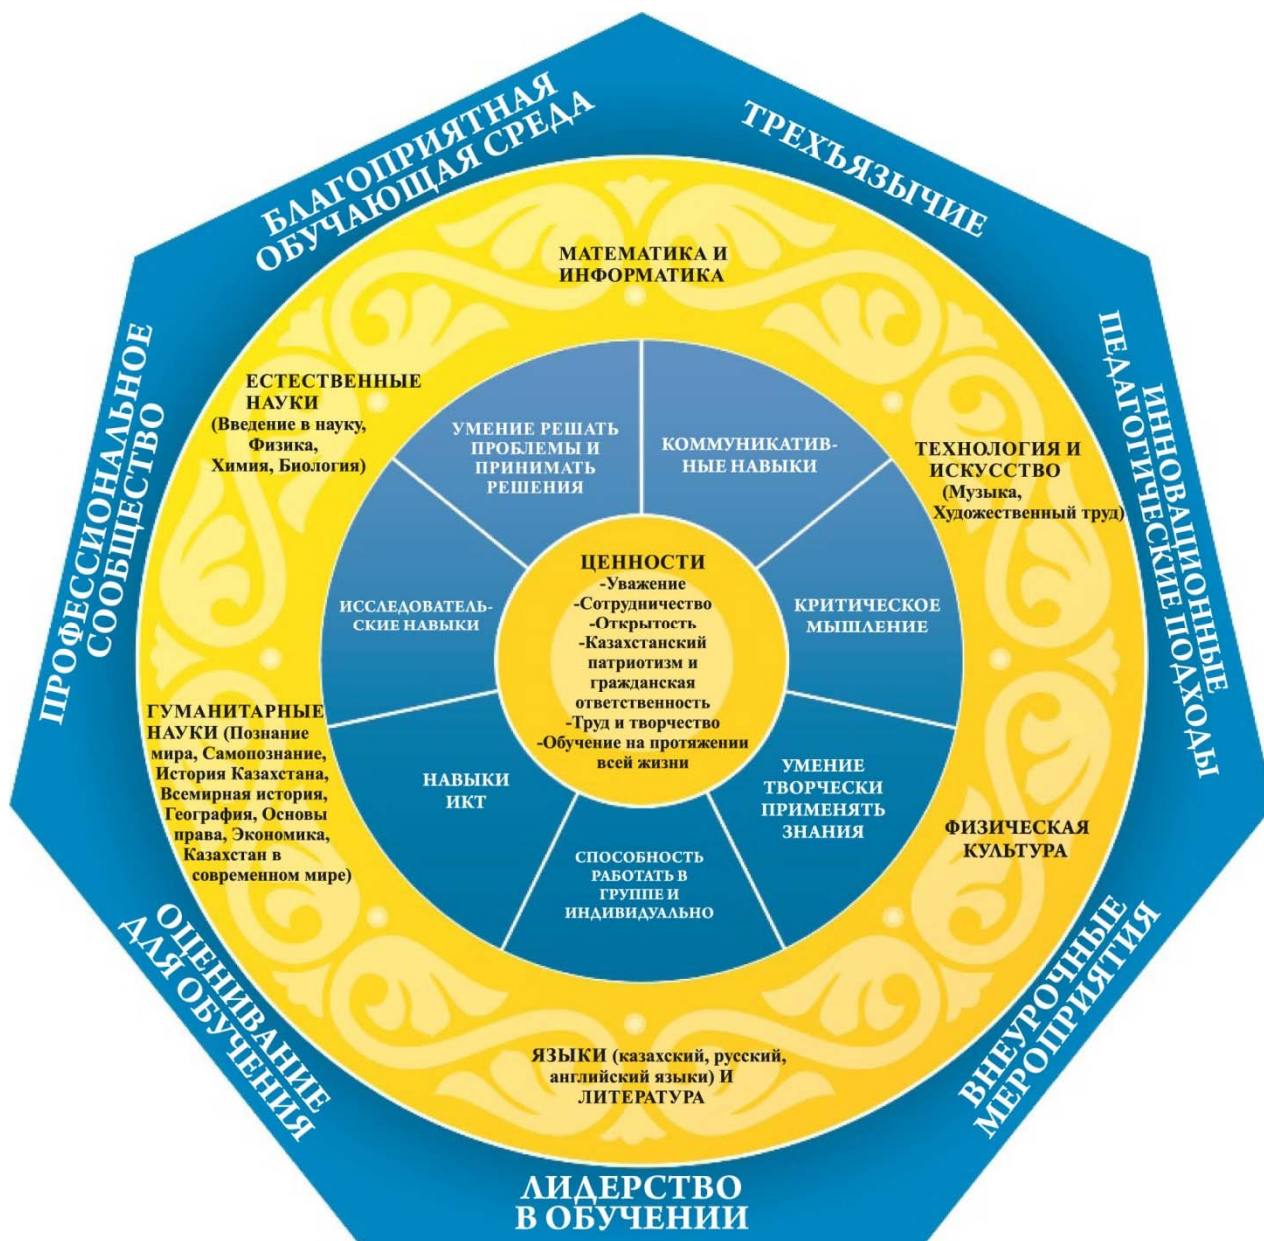 БЛАГОПРИЯТНАЯ
ОБУЧАЮЩАЯ СРЕДА
ТРЕХЪЯЗЫЧИЕ
ИННОВАЦИОННЫЕ
ПЕДАГОГИЧЕСКИЕ ПОДХОДЫ
ВНЕУРОЧНЫЕ
МЕРОПРИЯТИЯ
ЛИДЕРСТВО
В ОБУЧЕНИИ
ОЦЕНИВАНИЕ
ДЛЯ ОБУЧЕНИЯ
ПРОФЕССИОНАЛЬНОЕ
СООБЩЕСТВО
МАТЕМАТИКА И
ИНФОРМАТИКА
ТЕХНОЛОГИЯ И
ИСКУССТВО
(Музыка,
Художественный труд)
ФИЗИЧЕСКАЯ
КУЛЬТУРА
ЯЗЫКИ (казахский, русский,
английский языки) И
ЛИТЕРАТУРА
ГУМАНИТАРНЫЕ
НАУКИ (Познание
мира, Самопознание,
История Казахстана,
Всемирная история,
География, Основы
права, Экономика,
Казахстан в
современном мире)
ЕСТЕСТВЕННЫЕ
НАУКИ
(Введение в науку,
Физика,
Химия, Биология)
УМЕНИЕ РЕШАТЬ
ПРОБЛЕМЫ И
ПРИНИМАТЬ
РЕШЕНИЯ
КОММУНИКАТИВ-
НЫЕ НАВЫКИ
КРИТИЧЕСКОЕ
МЫШЛЕНИЕ
УМЕНИЕ
ТВОРЧЕСКИ
ПРИМЕНЯТЬ
ЗНАНИЯ
СПОСОБНОСТЬ
РАБОТАТЬ В
ГРУППЕ И
ИНДИВИДУАЛЬНО
НАВЫКИ
ИКТ
ИССЛЕДОВАТЕЛЬ-
СКИЕ НАВЫКИ
ЦЕННОСТИ
-Уважение
-Сотрудничество
-Открытость
-Казахстанский
патриотизм и
гражданская
ответственность
-Труд и творчество
-Обучение на протяжении
всей жизни